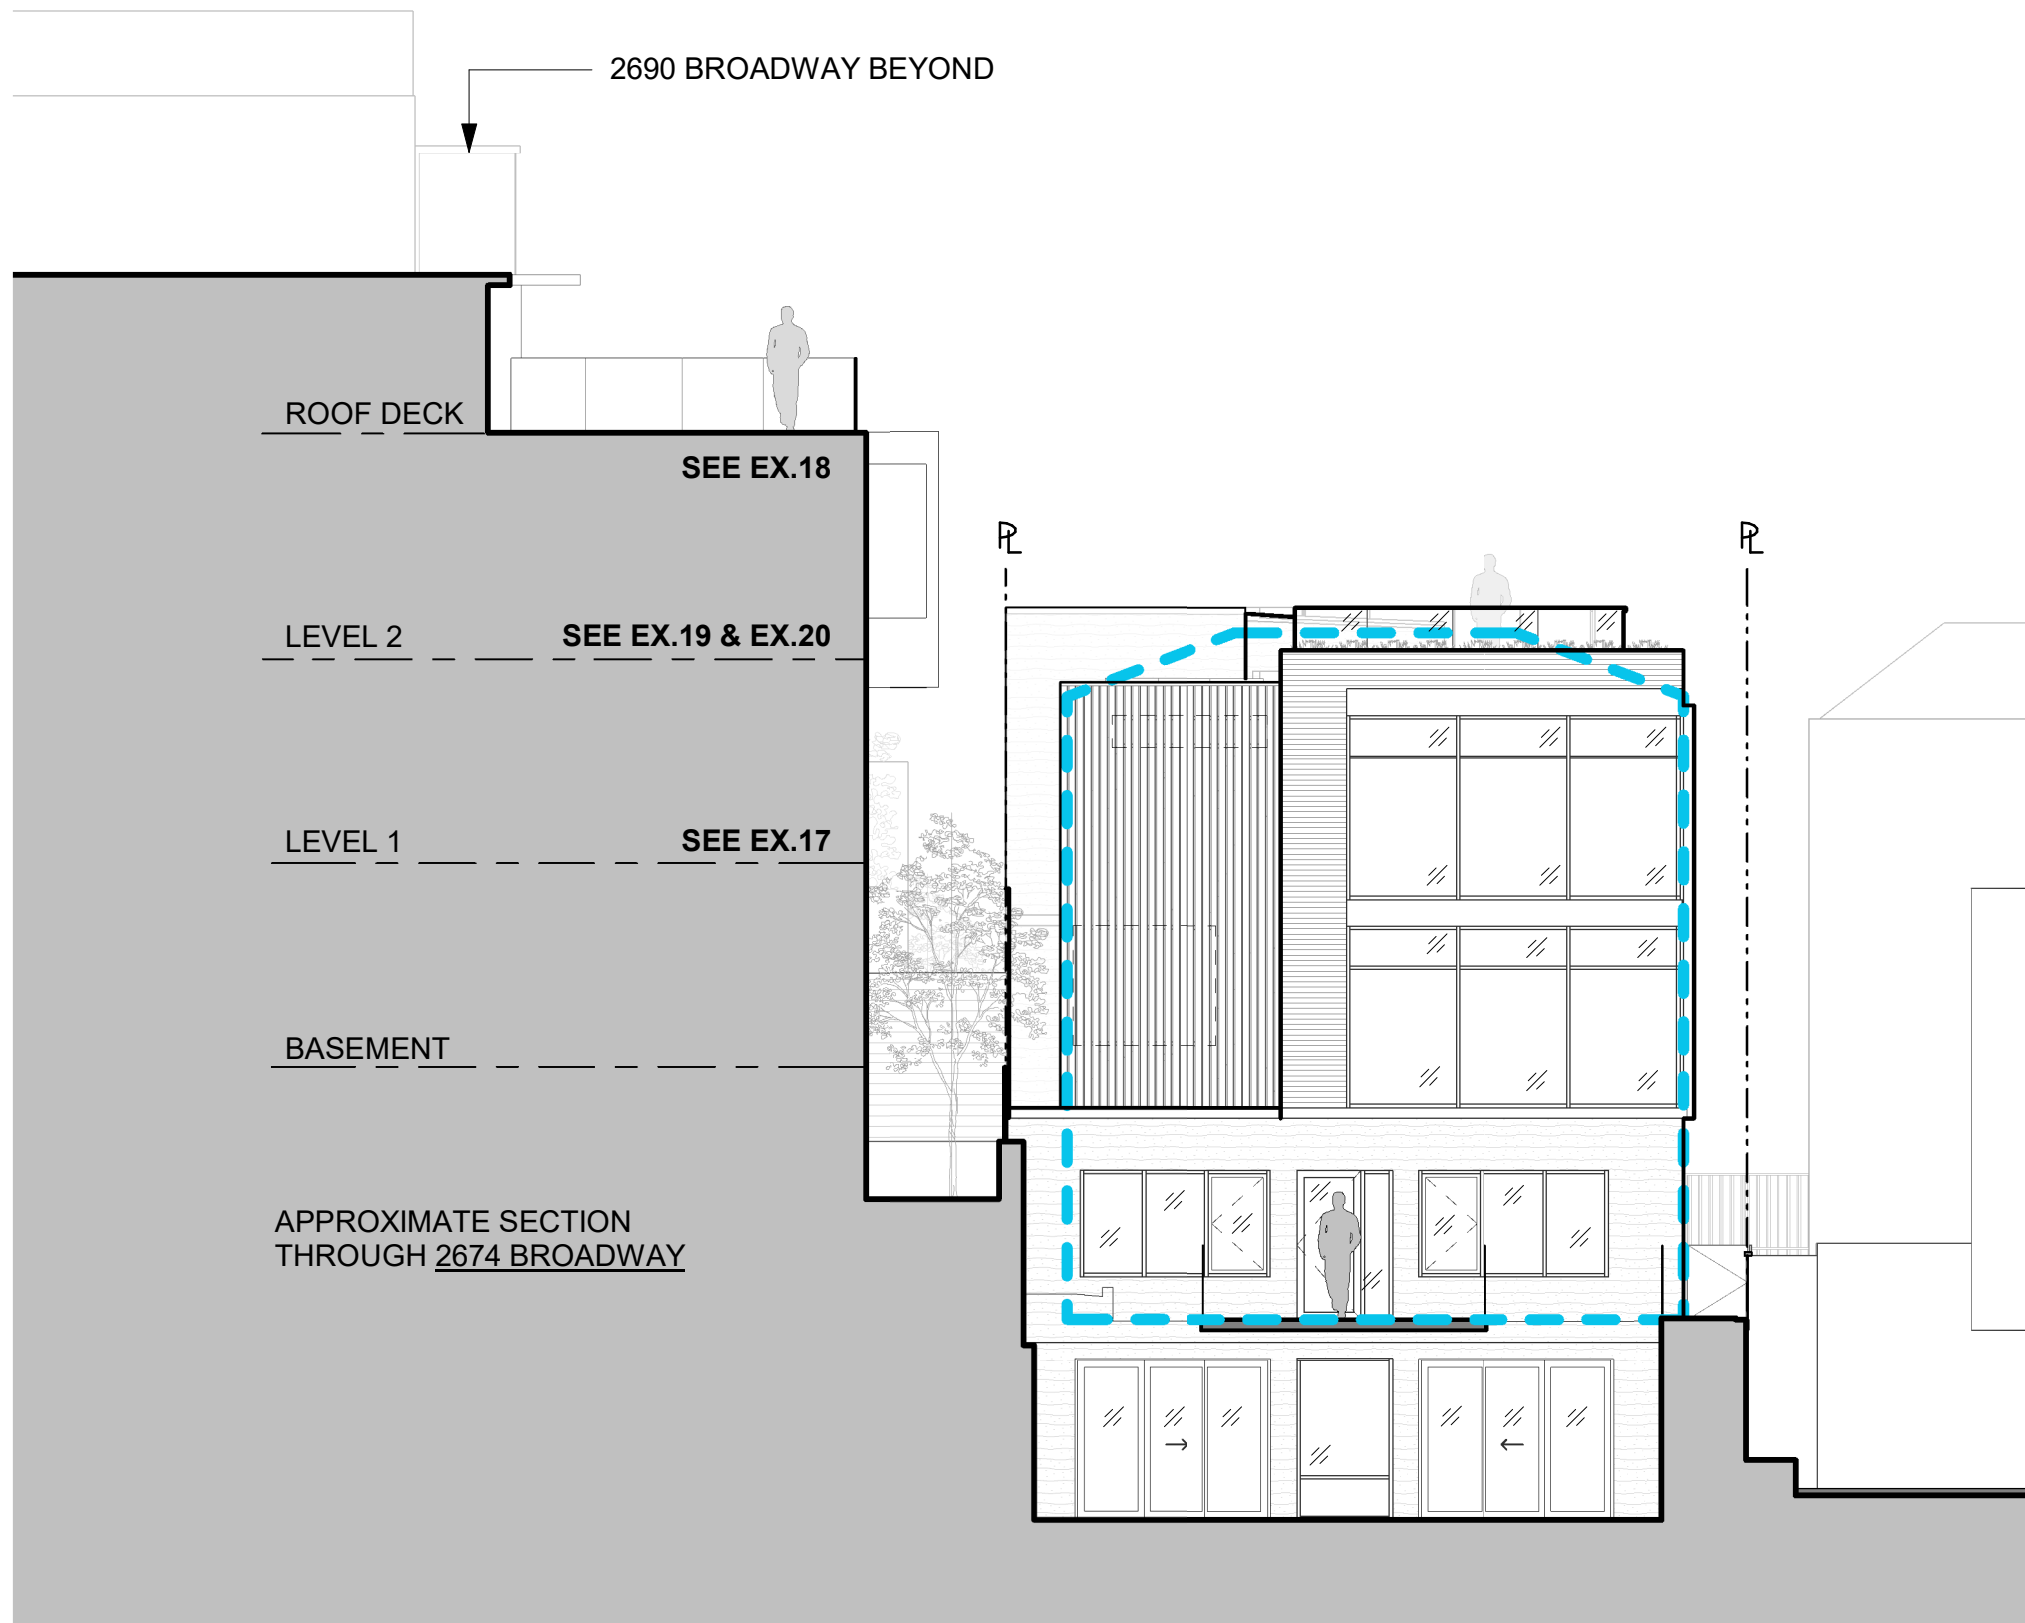 2690 BROADWAY BEYOND
ROOF DECK
SEE EX.18
PL
PL
LEVEL 2 SEE EX.19 & EX.20
LEVEL 1 SEE EX.17
BASEMENT
APPROXIMATE SECTION
THROUGH 2674 BROADWAY